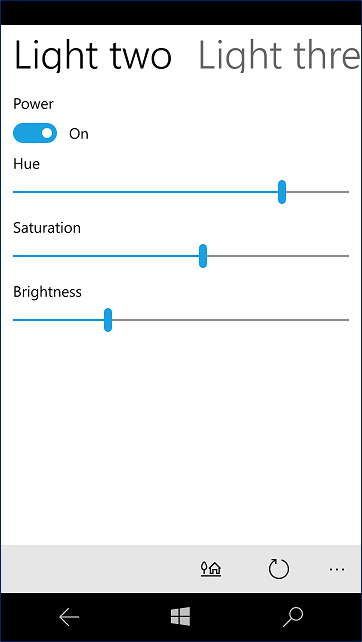 Light two Light thre
Power
On
Hue
Saturation
Brightness